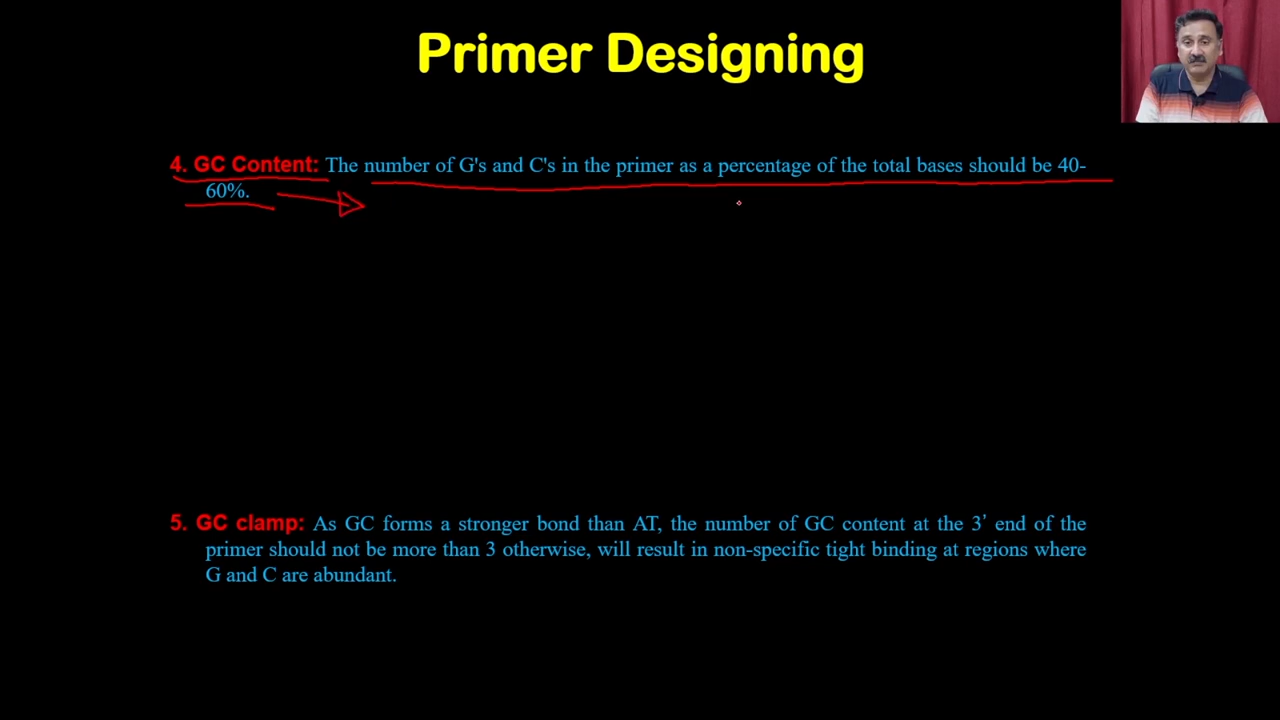 Primer Designing
4. GC Content: The number of G's and C's in the primer as a percentage of the total bases should be 40-
60%.
5. GC clamp: As GC forms a stronger bond than AT, the number of GC content at the 3’ end of the
primer should not be more than 3 otherwise, will result in non-specific tight binding at regions where
G and C are abundant.